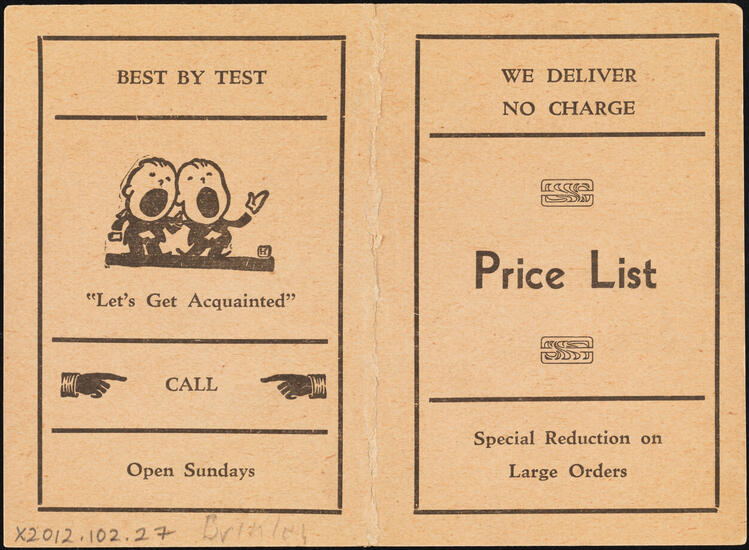 BEST BY TEST
"Let's Get Acquainted"
CALL
Open Sundays
X2012.102.27
WE DELIVER
NO CHARGE
Price List
Special Reduction on
Large Orders